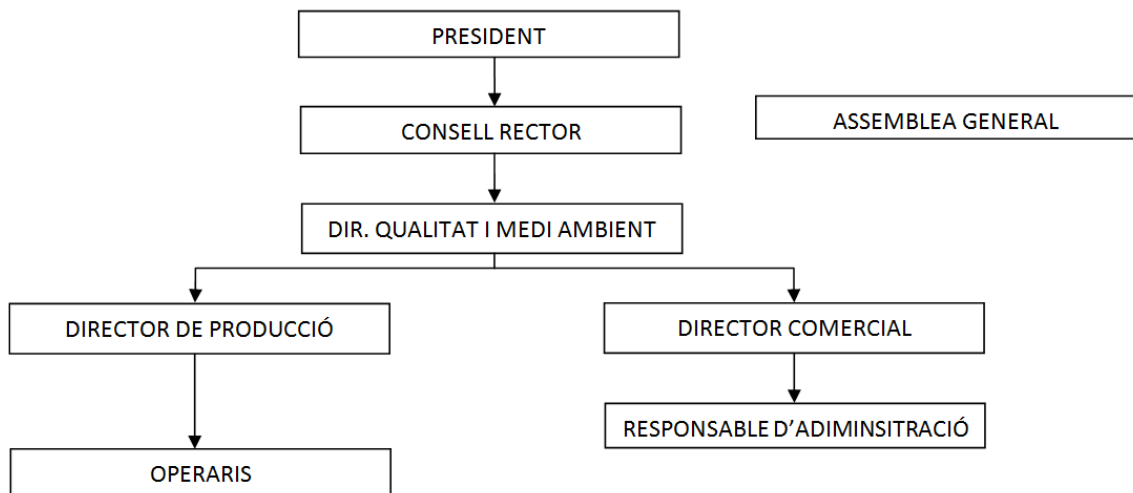 PRESIDENT
CONSELL RECTOR
ASSEMBLEA GENERAL
DIR. QUALITAT I MEDI AMBIENT
DIRECTOR DE PRODUCCIÓ
DIRECTOR COMERCIAL
RESPONSABLE D’ADIMINSITRACIÓ
OPERARIS